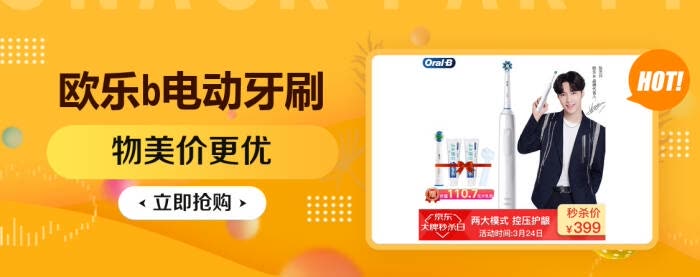 SNACK PARTY
欧乐b电动牙刷
物美价更优
立即抢购
Oral-B
HOT!
110.7
京东
大牌秒杀日
两大模式 控压护龈
活动时间:3月24日
秒杀价
¥399